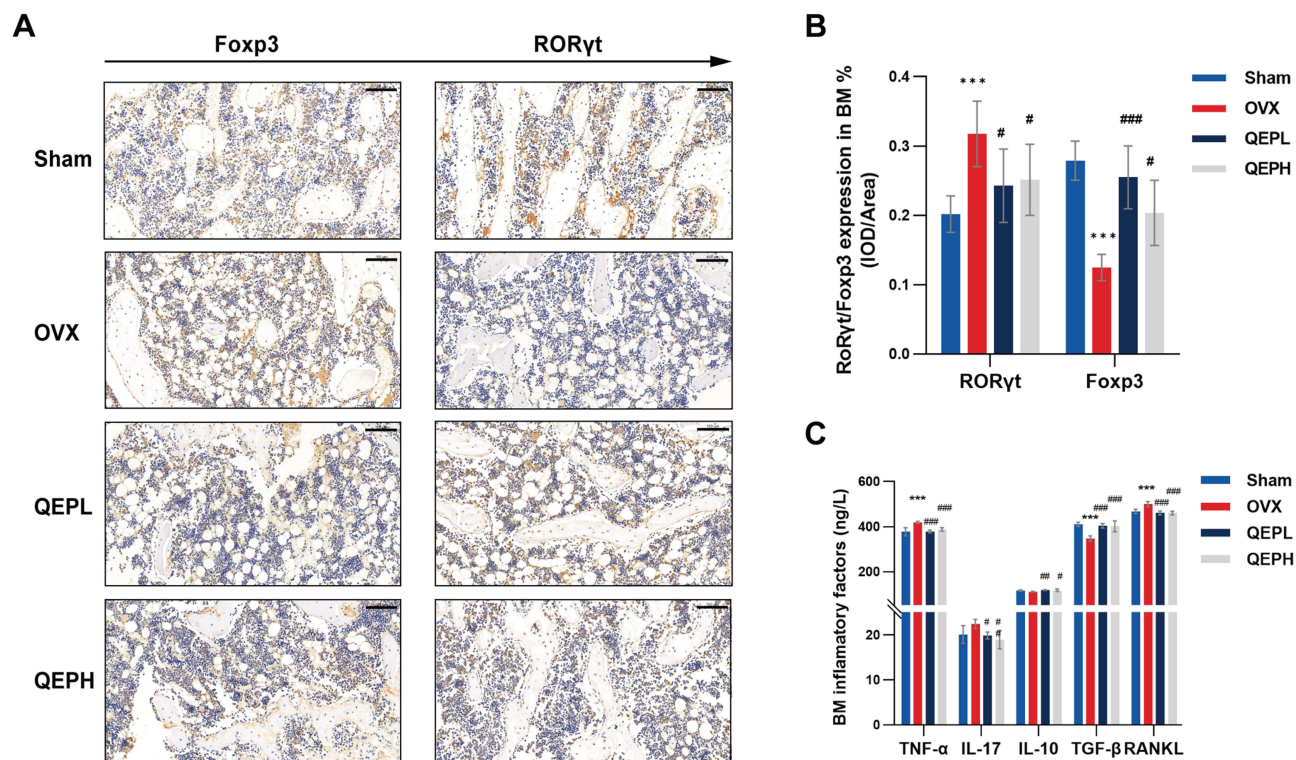 A
Foxp3
RORγt
Sham
OVX
QEPL
QEPH
B
RoRγt/Foxp3 expression in BM %
(IOD/Area)
0.4
0.3
0.2
0.1
0.0
***
#
#
***
###
#
RORγt
Foxp3
Sham
OVX
QEPL
QEPH
C
BM inflamatory factors (ng/L)
600
400
200
20
10
0
***
###
###
#
#
#
##
#
***
###
###
***
###
###
TNF-α
IL-17
IL-10
TGF-β
RANKL
Sham
OVX
QEPL
QEPH